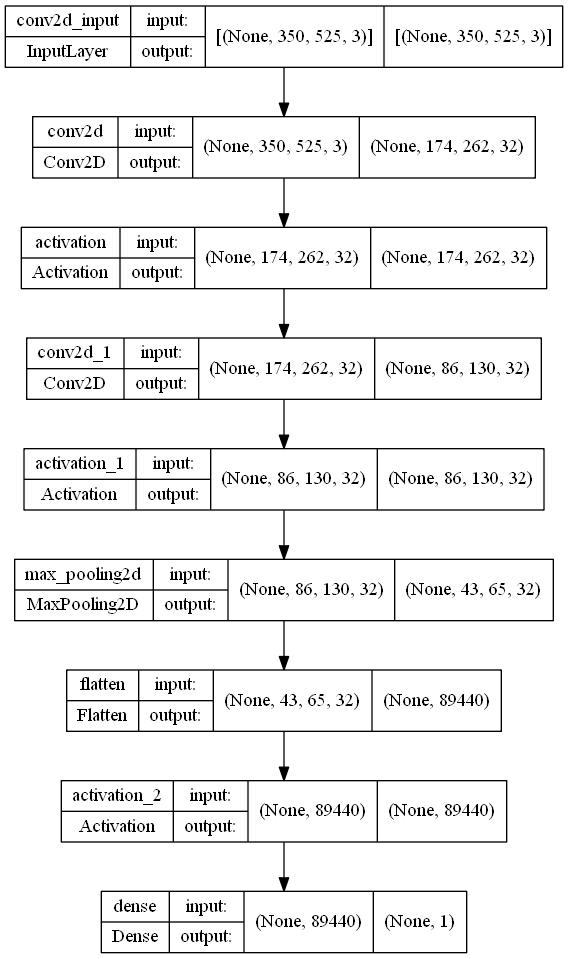 conv2d_input input: [(None, 350, 525, 3)] [(None, 350, 525, 3)]
InputLayer output:
conv2d input: (None, 350, 525, 3) (None, 174, 262, 32)
Conv2D output:
activation input: (None, 174, 262, 32) (None, 174, 262, 32)
Activation output:
conv2d_1 input: (None, 174, 262, 32) (None, 86, 130, 32)
Conv2D output:
activation_1 input: (None, 86, 130, 32) (None, 86, 130, 32)
Activation output:
max_pooling2d input: (None, 86, 130, 32) (None, 43, 65, 32)
MaxPooling2D output:
flatten input: (None, 43, 65, 32) (None, 89440)
Flatten output:
activation_2 input: (None, 89440) (None, 89440)
Activation output:
dense input: (None, 89440) (None, 1)
Dense output: